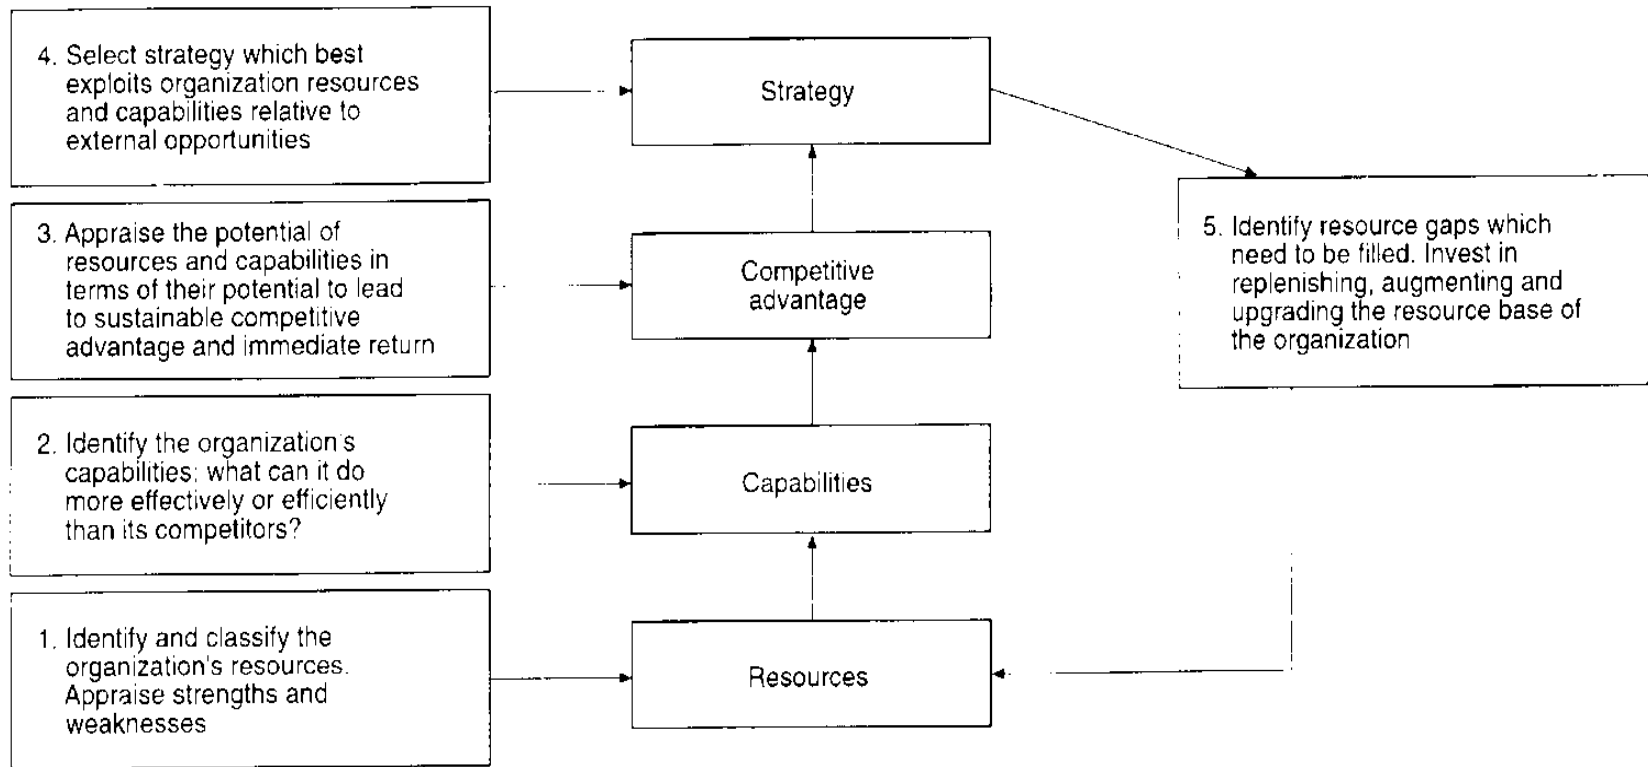 4. Select strategy which best
exploits organization resources
and capabilities relative to
external opportunities
Strategy
3. Appraise the potential of
resources and capabilities in
terms of their potential to lead
to sustainable competitive
advantage and immediate return
Competitive
advantage
5. Identify resource gaps which
need to be filled. Invest in
replenishing, augmenting and
upgrading the resource base of
the organization
2. Identify the organization's
capabilities: what can it do
more effectively or efficiently
than its competitors?
Capabilities
1. Identify and classify the
organization's resources.
Appraise strengths and
weaknesses
Resources